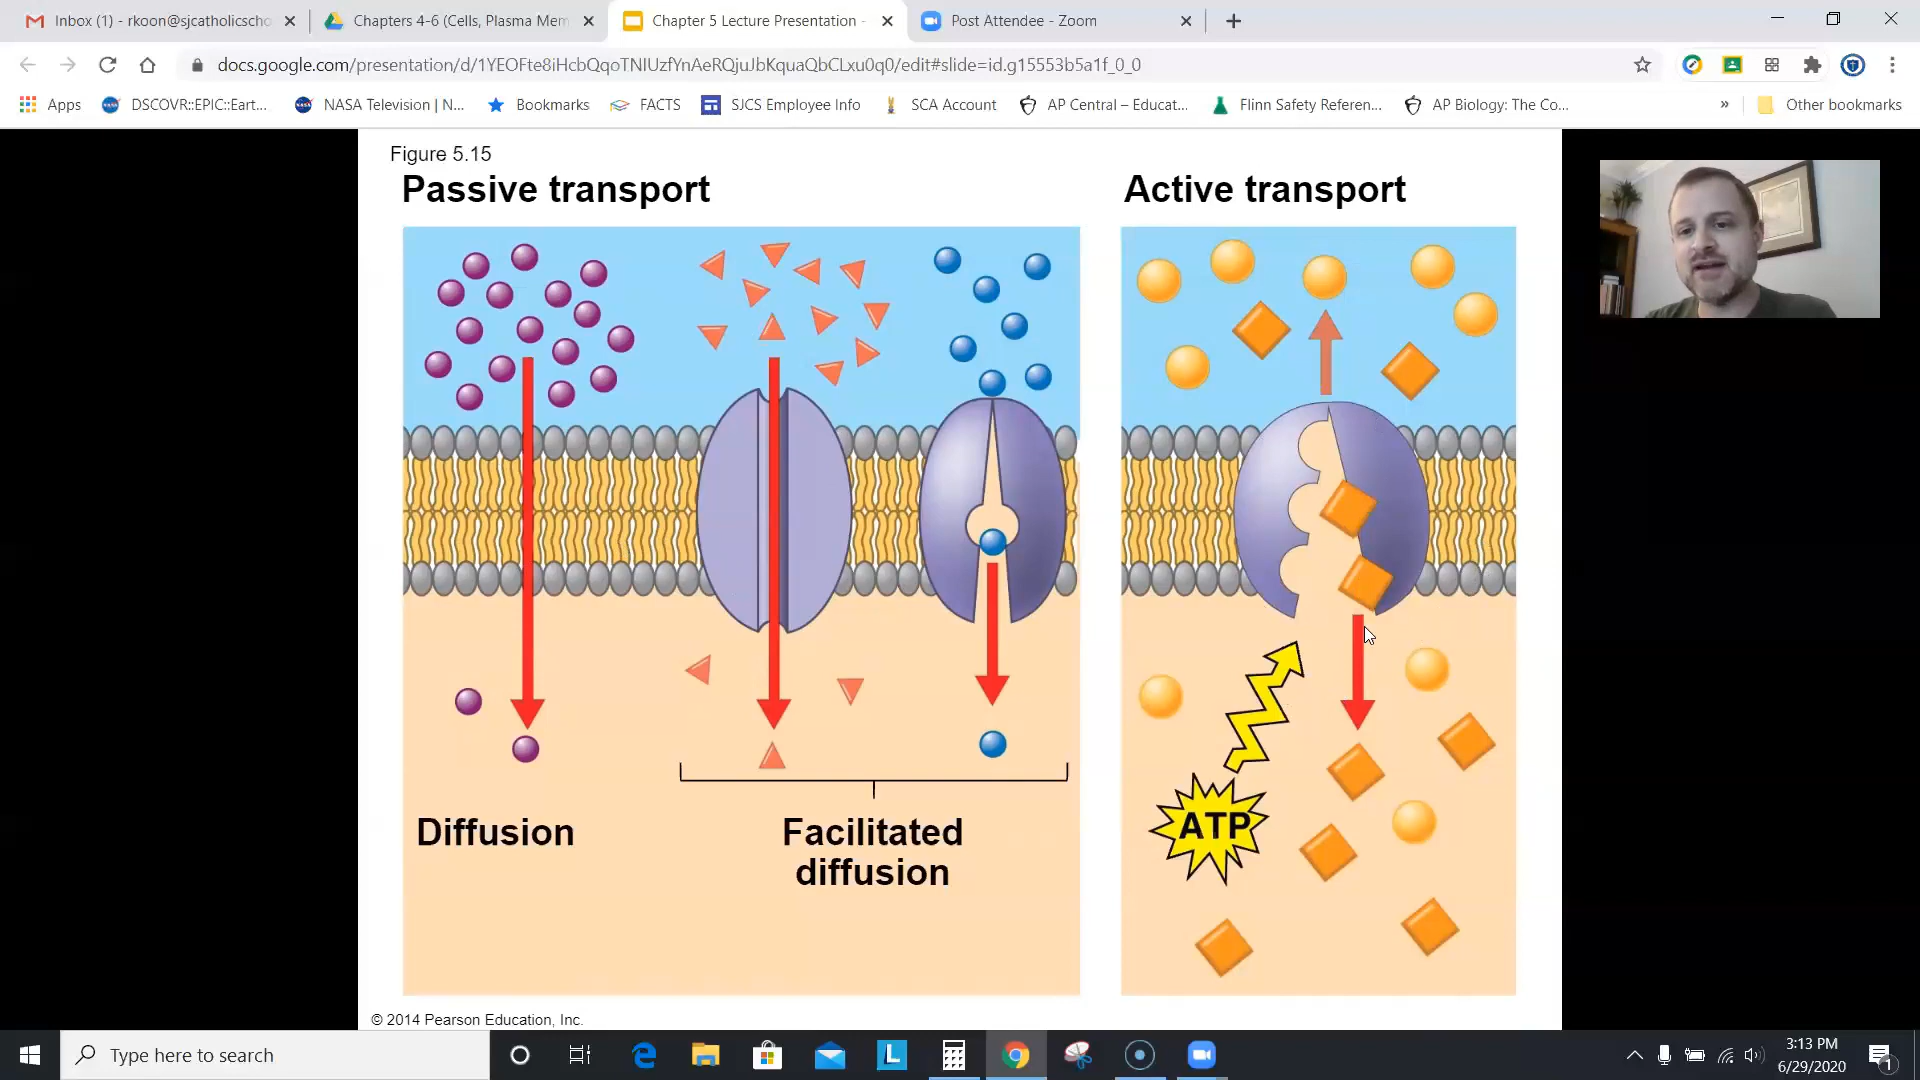 Inbox (1) - rkoon@sjcatholicscho
Chapters 4-6 (Cells, Plasma Mem
Chapter 5 Lecture Presentation -
Post Attendee - Zoom
docs.google.com/presentation/d/1YEOFte8iHcbQqoTNIUzfYnAeRQjuJbKquaQbCLxu0q0/edit#slide=id.g15553b5a1f_0_0
Apps
DSCOVR::EPIC::Eart...
NASA Television | N...
Bookmarks
FACTS
SJCS Employee Info
SCA Account
AP Central – Educat...
Flinn Safety Referen...
AP Biology: The Co...
»
Other bookmarks
Figure 5.15
Passive transport
Active transport
ATP
Diffusion
Facilitated
diffusion
© 2014 Pearson Education, Inc.
Type here to search
3:13 PM
6/29/2020
1